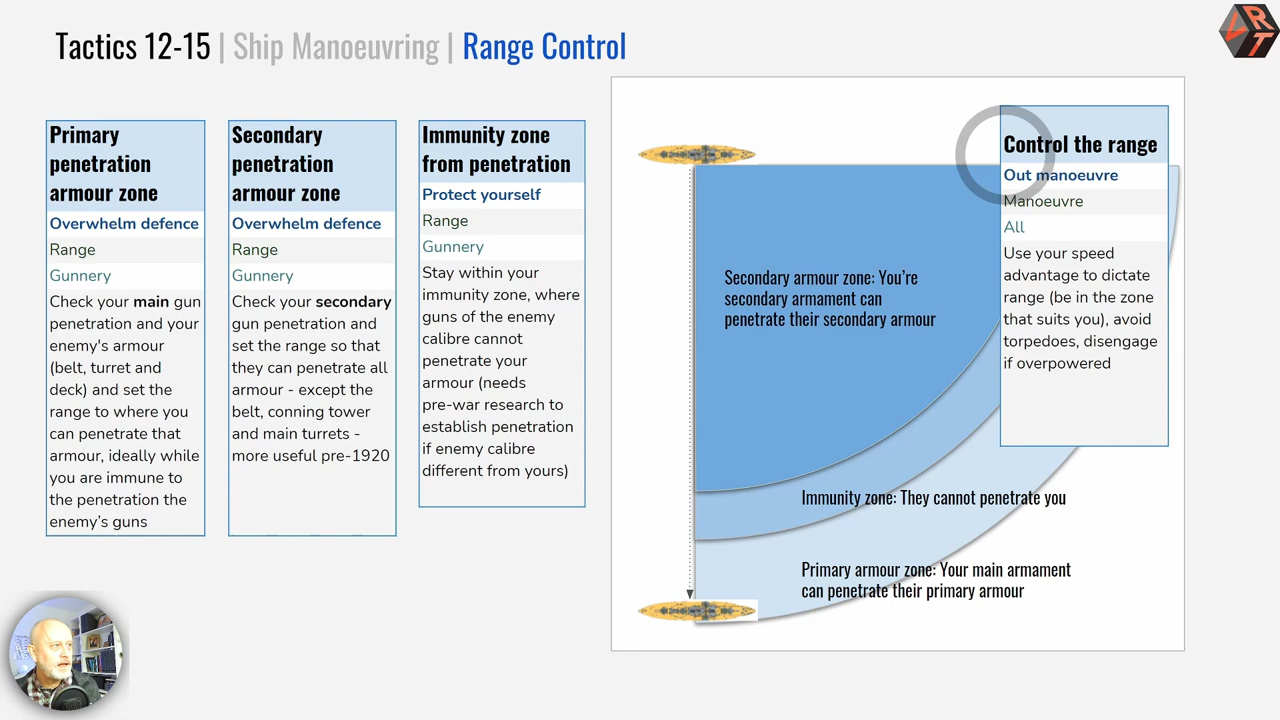 Tactics 12-15 | Ship Manoeuvring | Range Control
Primary
penetration
armour zone
Overwhelm defence
Range
Gunnery
Check your main gun
penetration and your
enemy's armour
(belt, turret and
deck) and set the
range to where you
can penetrate that
armour, ideally while
you are immune to
the penetration the
enemy's guns
Secondary
penetration
armour zone
Overwhelm defence
Range
Gunnery
Check your secondary
gun penetration and
set the range so that
they can penetrate all
armour - except the
belt, conning tower
and main turrets -
more useful pre-1920
Immunity zone
from penetration
Protect yourself
Range
Gunnery
Stay within your
immunity zone, where
guns of the enemy
calibre cannot
penetrate your
armour (needs
pre-war research to
establish penetration
if enemy calibre
different from yours)
Secondary armour zone: You're
secondary armament can
penetrate their secondary armour
Immunity zone: They cannot penetrate you
Primary armour zone: Your main armament
can penetrate their primary armour
Control the range
Out manoeuvre
Manoeuvre
All
Use your speed
advantage to dictate
range (be in the zone
that suits you), avoid
torpedoes, disengage
if overpowered
RT